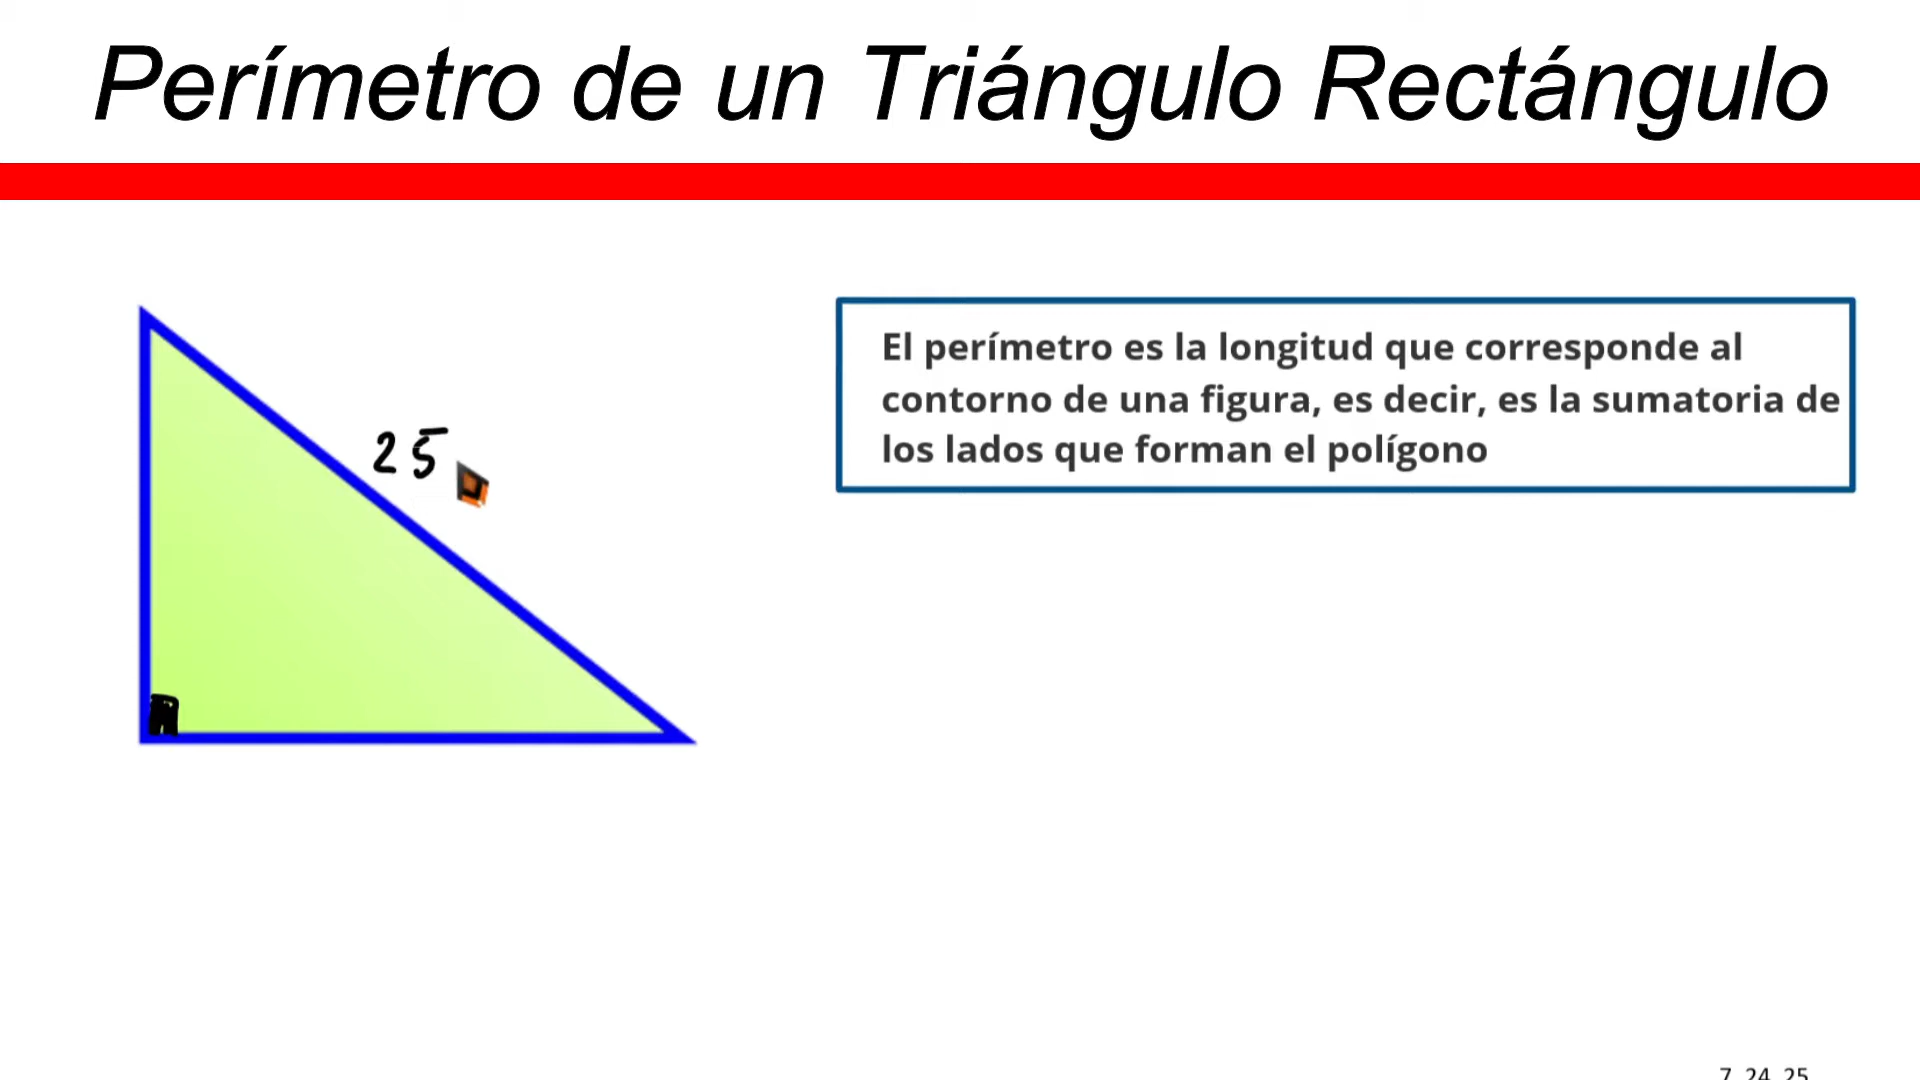 Perímetro de un Triángulo Rectángulo
El perímetro es la longitud que corresponde al
contorno de una figura, es decir, es la sumatoria de
los lados que forman el polígono
25
7 24 25